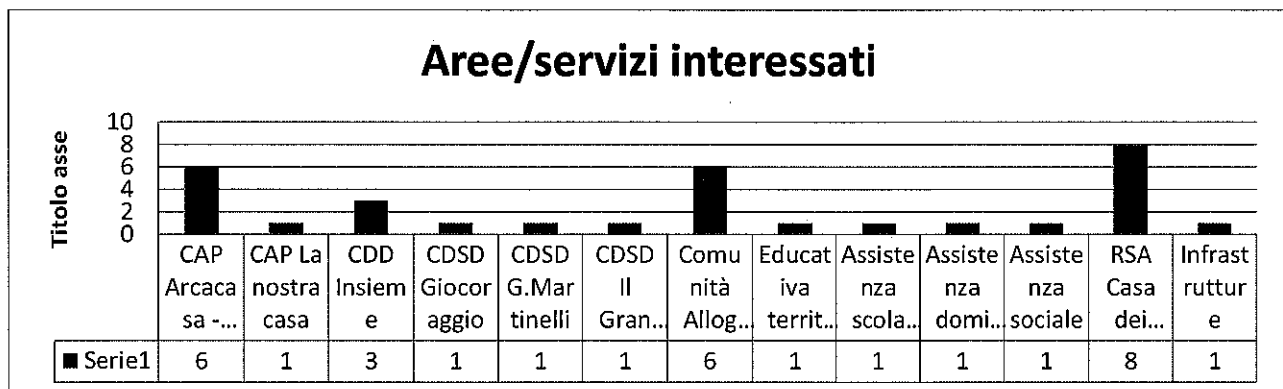 Aree/servizi interessati
Titolo asse
10
8
6
4
2
0
CAP Arcaca sa -...
CAP La nostra casa
CDD Insiem e
CDSD Giocor aggio
CDSD G.Mar tinelli
CDSD Il Gran...
Comu nità Allog...
Educat iva territ...
Assiste nza scola...
Assiste nza domi...
Assiste nza sociale
RSA Casa dei...
Infrast ruttur e
Serie1 6 1 3 1 1 1 6 1 1 1 1 8 1